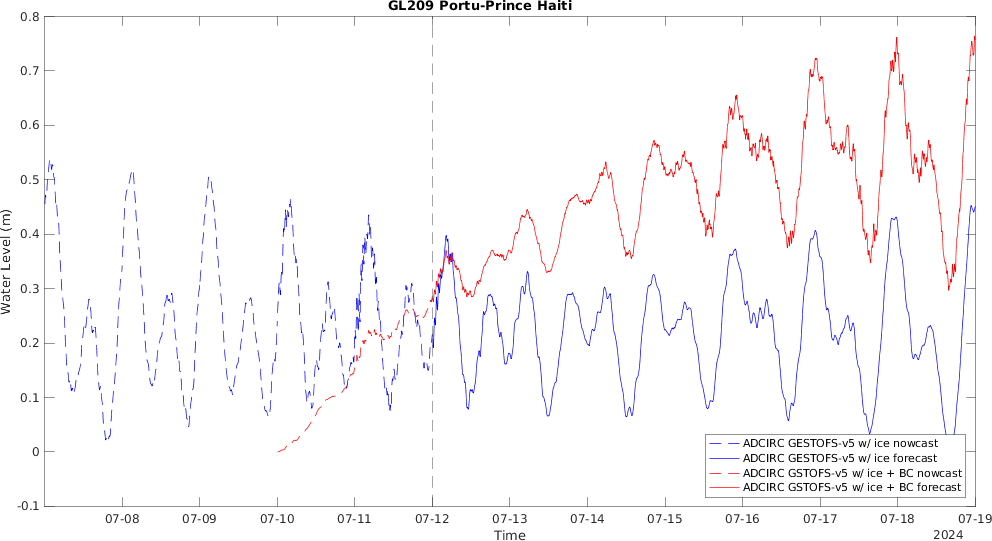 GL209 Portu-Prince Haiti
0.8
0.7
0.6
0.5
0.4
0.3
0.2
0.1
0
-0.1
Water Level (m)
ADCIRC GESTOFS-v5 w/ ice nowcast
ADCIRC GESTOFS-v5 w/ ice forecast
ADCIRC GSTOFS-v5 w/ ice + BC nowcast
ADCIRC GSTOFS-v5 w/ ice + BC forecast
07-08 07-09 07-10 07-11 07-12 07-13 07-14 07-15 07-16 07-17 07-18 07-19
Time
2024